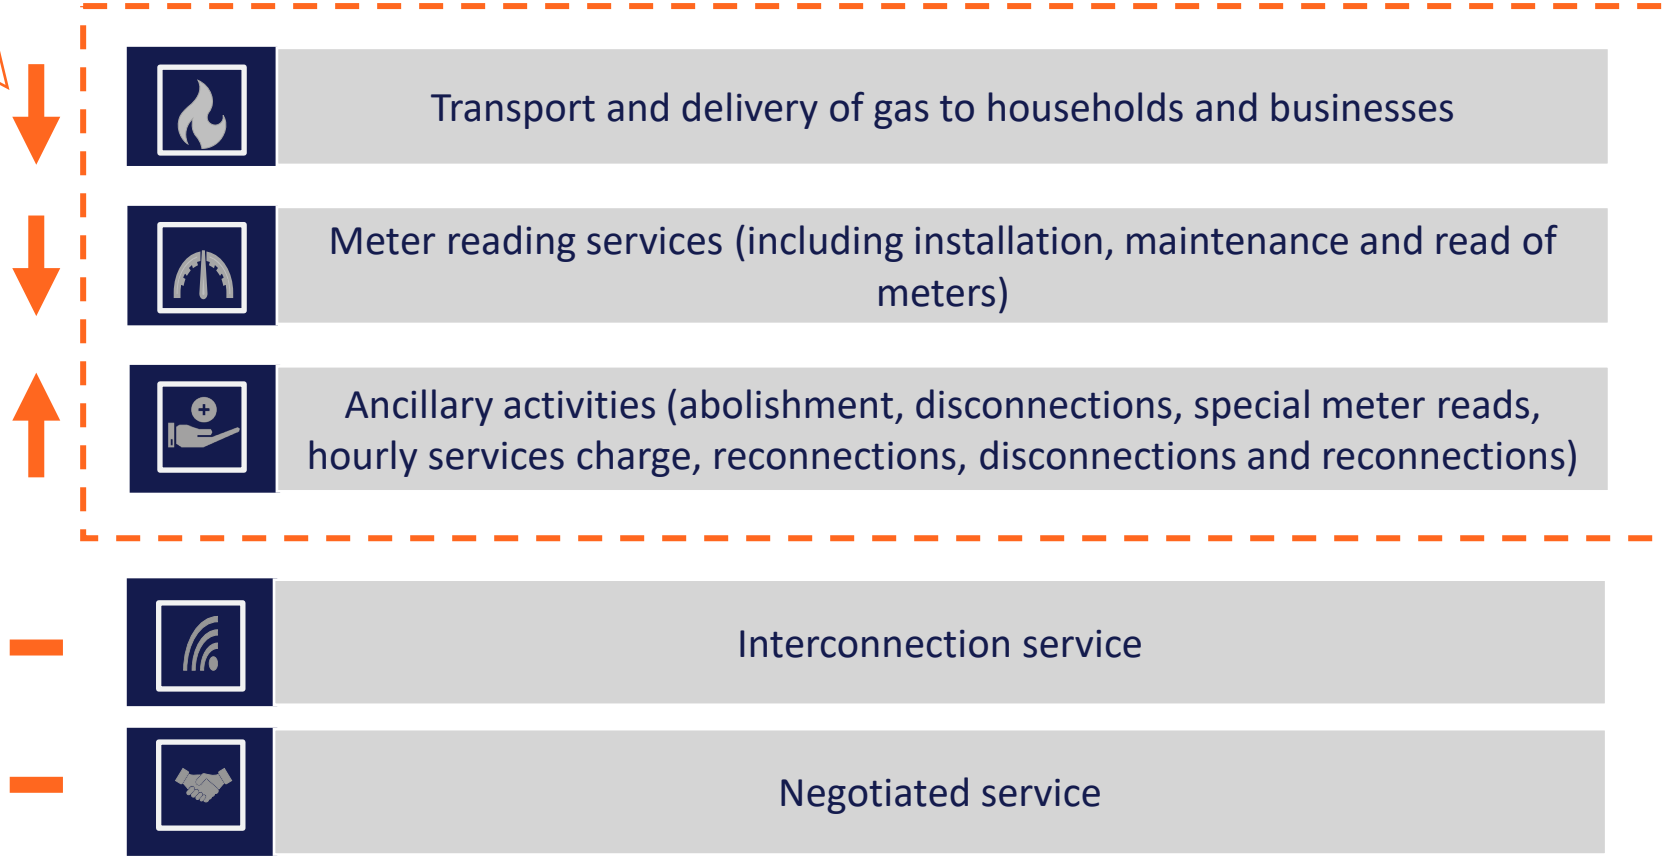 Transport and delivery of gas to households and businesses
Meter reading services (including installation, maintenance and read of
meters)
Ancillary activities (abolishment, disconnections, special meter reads,
hourly services charge, reconnections, disconnections and reconnections)
Interconnection service
Negotiated service